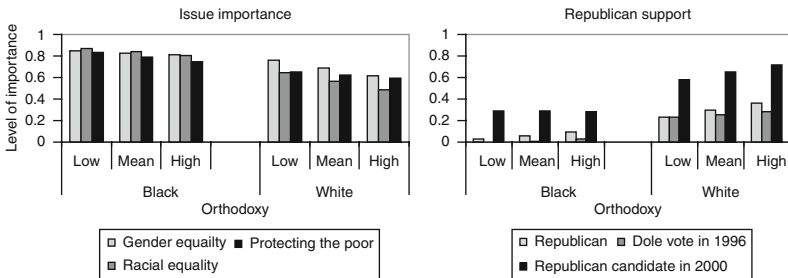 Issue importance
Level of importance
1
0.8
0.6
0.4
0.2
0
Low Mean High Low Mean High
Black White
Orthodoxy
Gender equailty Protecting the poor
Racial equality
Republican support
1
0.8
0.6
0.4
0.2
0
Low Mean High Low Mean High
Black White
Orthodoxy
Republican Dole vote in 1996
Republican candidate in 2000